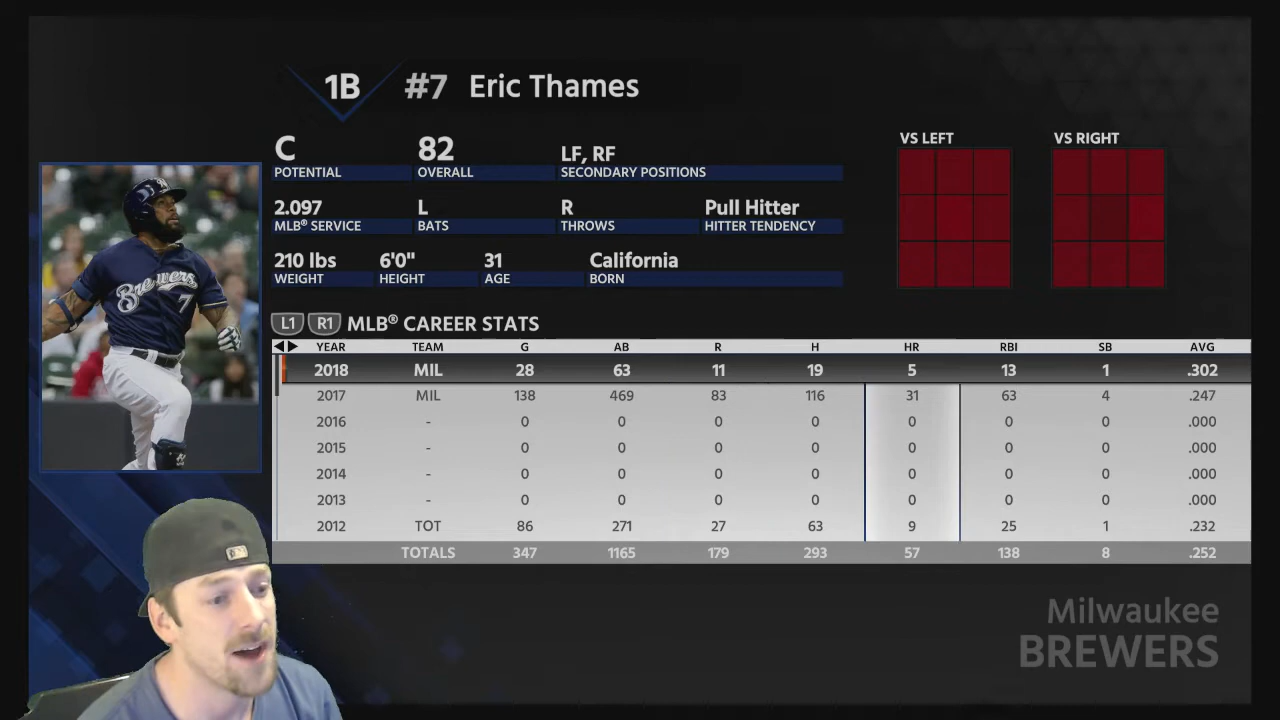 1B #7 Eric Thames
C 82 LF, RF
POTENTIAL OVERALL SECONDARY POSITIONS
2.097 L R Pull Hitter
MLB® SERVICE BATS THROWS HITTER TENDENCY
210 lbs 6'0" 31 California
WEIGHT HEIGHT AGE BORN
VS LEFT VS RIGHT
Brewers
7
L1 R1 MLB® CAREER STATS
YEAR TEAM G AB R H HR RBI SB AVG
2018 MIL 28 63 11 19 5 13 1 .302
2017 MIL 138 469 83 116 31 63 4 .247
2016 - 0 0 0 0 0 0 0 .000
2015 - 0 0 0 0 0 0 0 .000
2014 - 0 0 0 0 0 0 0 .000
2013 - 0 0 0 0 0 0 0 .000
2012 TOT 86 271 27 63 9 25 1 .232
TOTALS 347 1165 179 293 57 138 8 .252
Milwaukee
BREWERS